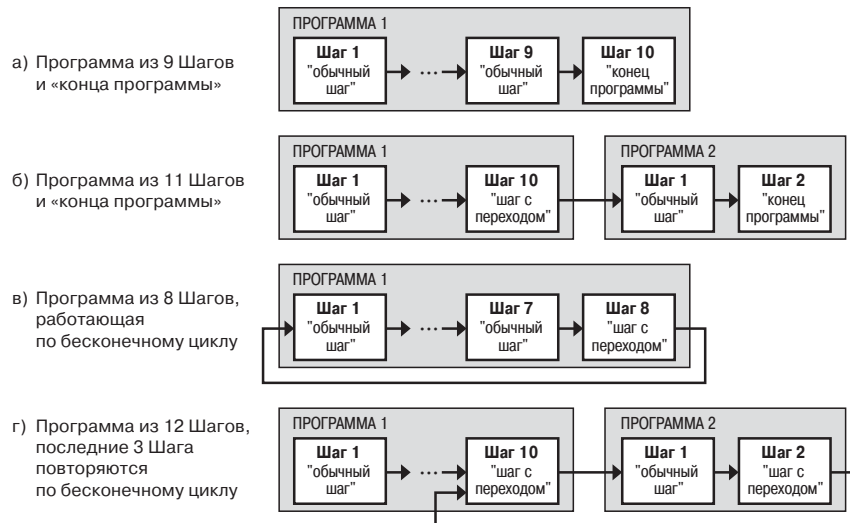 а) Программа из 9 Шагов
и «конца программы»
ПРОГРАММА 1
Шаг 1
"обычный
шаг"
...
Шаг 9
"обычный
шаг"
Шаг 10
"конец
программы"
б) Программа из 11 Шагов
и «конца программы»
ПРОГРАММА 1
Шаг 1
"обычный
шаг"
...
Шаг 10
"шаг с
переходом"
ПРОГРАММА 2
Шаг 1
"обычный
шаг"
Шаг 2
"конец
программы"
в) Программа из 8 Шагов,
работающая
по бесконечному циклу
ПРОГРАММА 1
Шаг 1
"обычный
шаг"
...
Шаг 7
"обычный
шаг"
Шаг 8
"шаг с
переходом"
г) Программа из 12 Шагов,
последние 3 Шага
повторяются
по бесконечному циклу
ПРОГРАММА 1
Шаг 1
"обычный
шаг"
...
Шаг 10
"шаг с
переходом"
ПРОГРАММА 2
Шаг 1
"обычный
шаг"
Шаг 2
"шаг с
переходом"